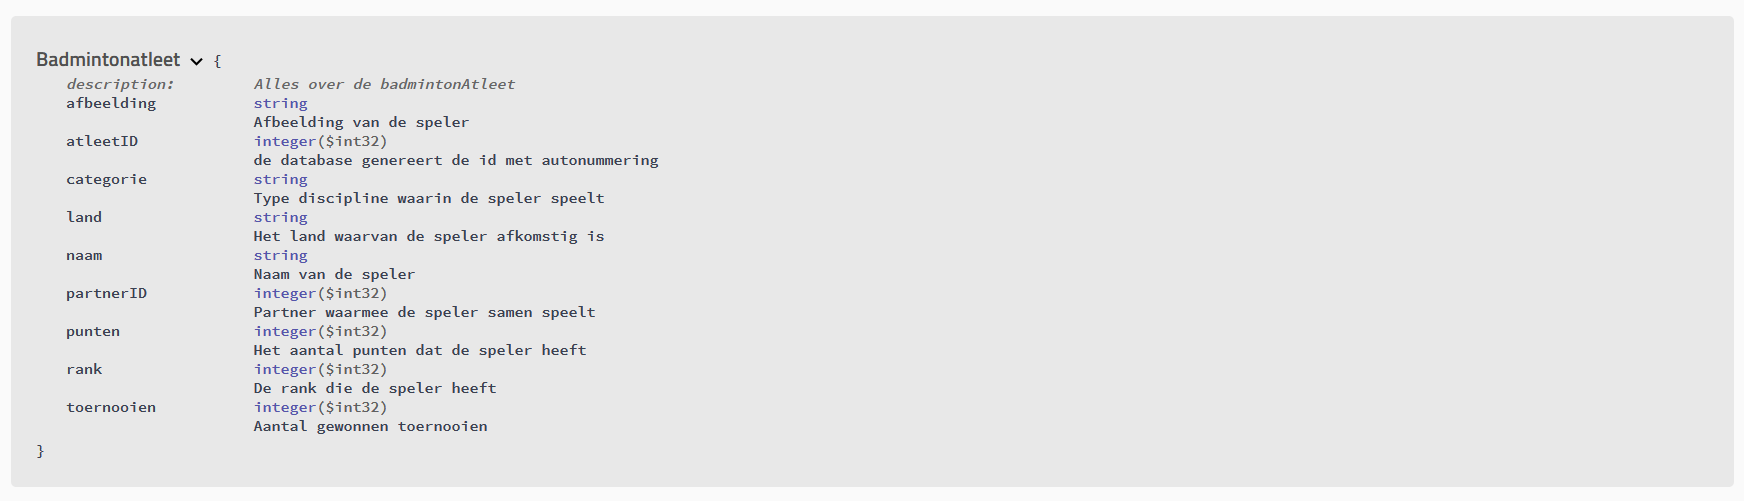 Badmintonatleet {
description: Alles over de badmintonAtleet
afbeelding string
Afbeelding van de speler
atleetID integer($int32)
de database genereert de id met autonummering
categorie string
Type discipline waarin de speler speelt
land string
Het land waarvan de speler afkomstig is
naam string
Naam van de speler
partnerID integer($int32)
Partner waarmee de speler samen speelt
punten integer($int32)
Het aantal punten dat de speler heeft
rank integer($int32)
De rank die de speler heeft
toernooien integer($int32)
Aantal gewonnen toernooien
}